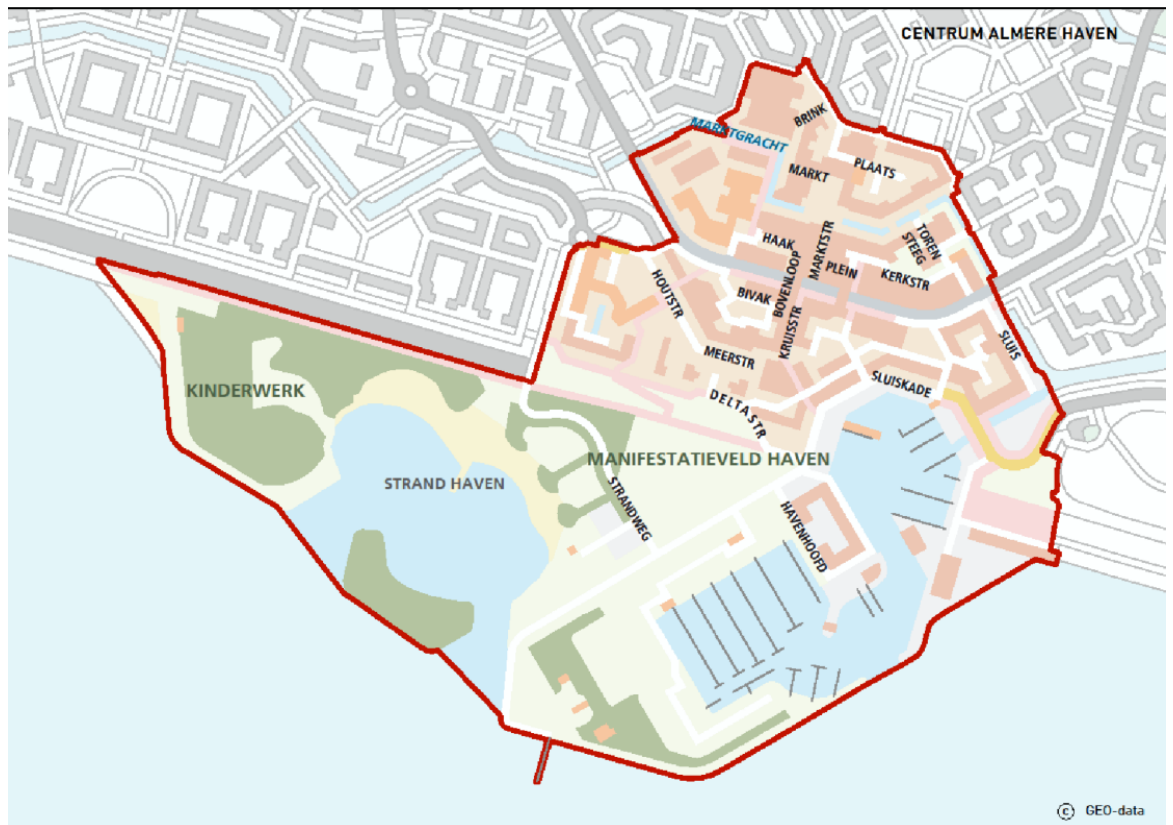 CENTRUM ALMERE HAVEN
BRINK
MARKTGRACHT
PLAATS
MARKT
TOREN
STEEG
HAAK
MARKTSTR
PLEIN
KERKSTR
BOVENLOOP
HOUTSTR
BIVAK
KRUISSTR
SLUIS
MEERSTR
SLUISKADE
KINDERWERK
DELTASTR
MANIFESTATIEVELD HAVEN
STRAND HAVEN
STRANDWEG
HAVENHOOFD
c GEO-data